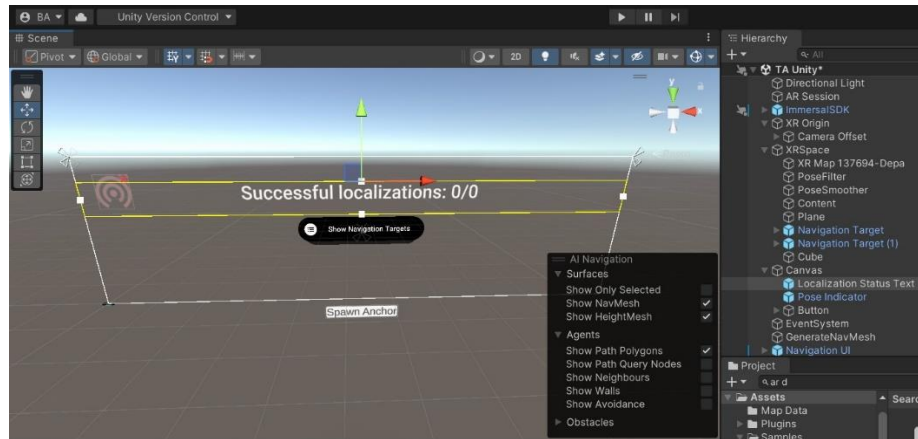 BA
Unity Version Control
Scene
Pivot
Global
2D
y
Successful localizations: 0/0
Show Navigation Targets
Spawn Anchor
AI Navigation
Surfaces
Show Only Selected
Show NavMesh
Show HeightMesh
Agents
Show Path Polygons
Show Path Query Nodes
Show Neighbours
Show Walls
Show Avoidance
Obstacles
Hierarchy
All
TA Unity*
Directional Light
AR Session
ImmersalSDK
XR Origin
Camera Offset
XRSpace
XR Map 137694-Depa
PoseFilter
PoseSmoother
Content
Plane
Navigation Target
Navigation Target (1)
Cube
Canvas
Localization Status Text
Pose Indicator
Button
EventSystem
GenerateNavMesh
Navigation UI
Project
ar d
Assets
Map Data
Plugins
Samples
Searc